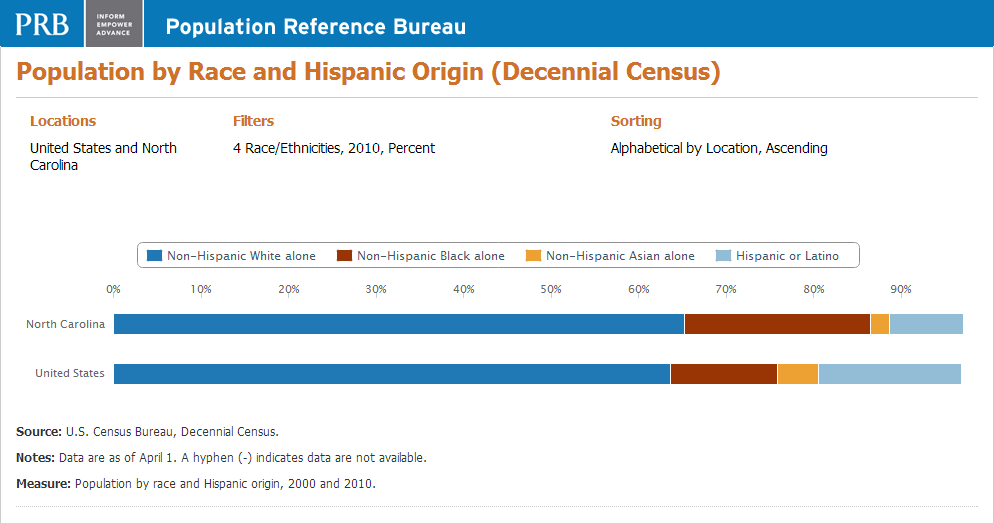 PRB
INFORM
EMPOWER
ADVANCE
Population Reference Bureau
Population by Race and Hispanic Origin (Decennial Census)
Locations
United States and North
Carolina
Filters
4 Race/Ethnicities, 2010, Percent
Sorting
Alphabetical by Location, Ascending
Non-Hispanic White alone Non-Hispanic Black alone Non-Hispanic Asian alone Hispanic or Latino
0% 10% 20% 30% 40% 50% 60% 70% 80% 90%
North Carolina
United States
Source: U.S. Census Bureau, Decennial Census.
Notes: Data are as of April 1. A hyphen (-) indicates data are not available.
Measure: Population by race and Hispanic origin, 2000 and 2010.